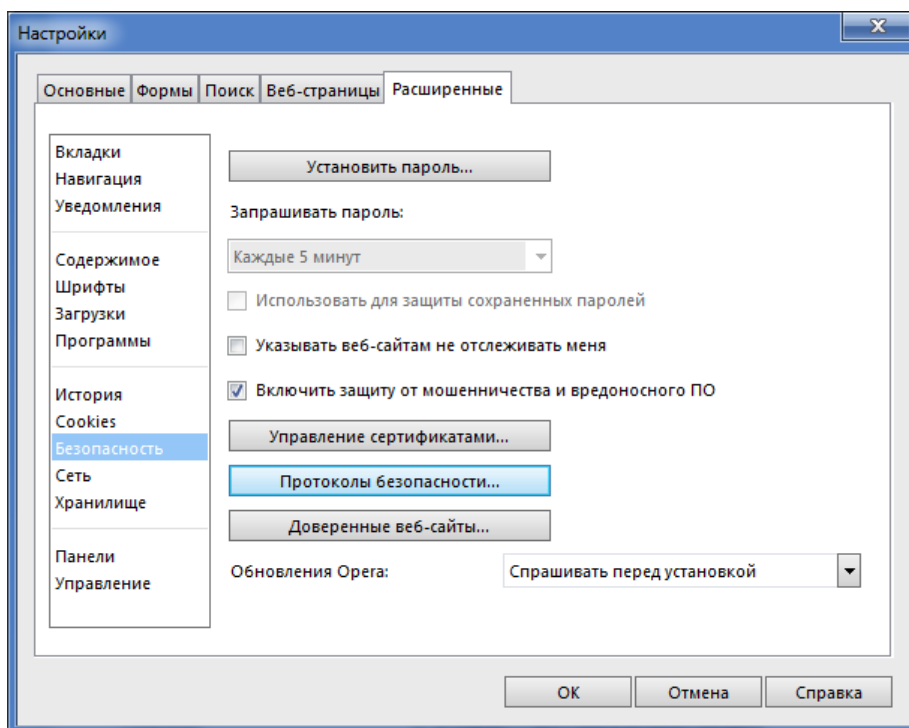 Настройки
Основные Формы Поиск Веб-страницы Расширенные
Вкладки
Навигация
Уведомления
Содержимое
Шрифты
Загрузки
Программы
История
Cookies
Безопасность
Сеть
Хранилище
Панели
Управление
Установить пароль...
Запрашивать пароль:
Каждые 5 минут
Использовать для защиты сохраненных паролей
Указывать веб-сайтам не отслеживать меня
Включить защиту от мошенничества и вредоносного ПО
Управление сертификатами...
Протоколы безопасности...
Доверенные веб-сайты...
Обновления Opera: Спрашивать перед установкой
ОК Отмена Справка